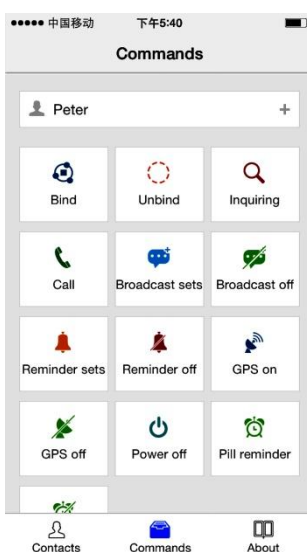 中国移动 下午5:40
Commands
Peter +
Bind Unbind Inquiring
Call Broadcast sets Broadcast off
Reminder sets Reminder off GPS on
GPS off Power off Pill reminder
Contacts Commands About